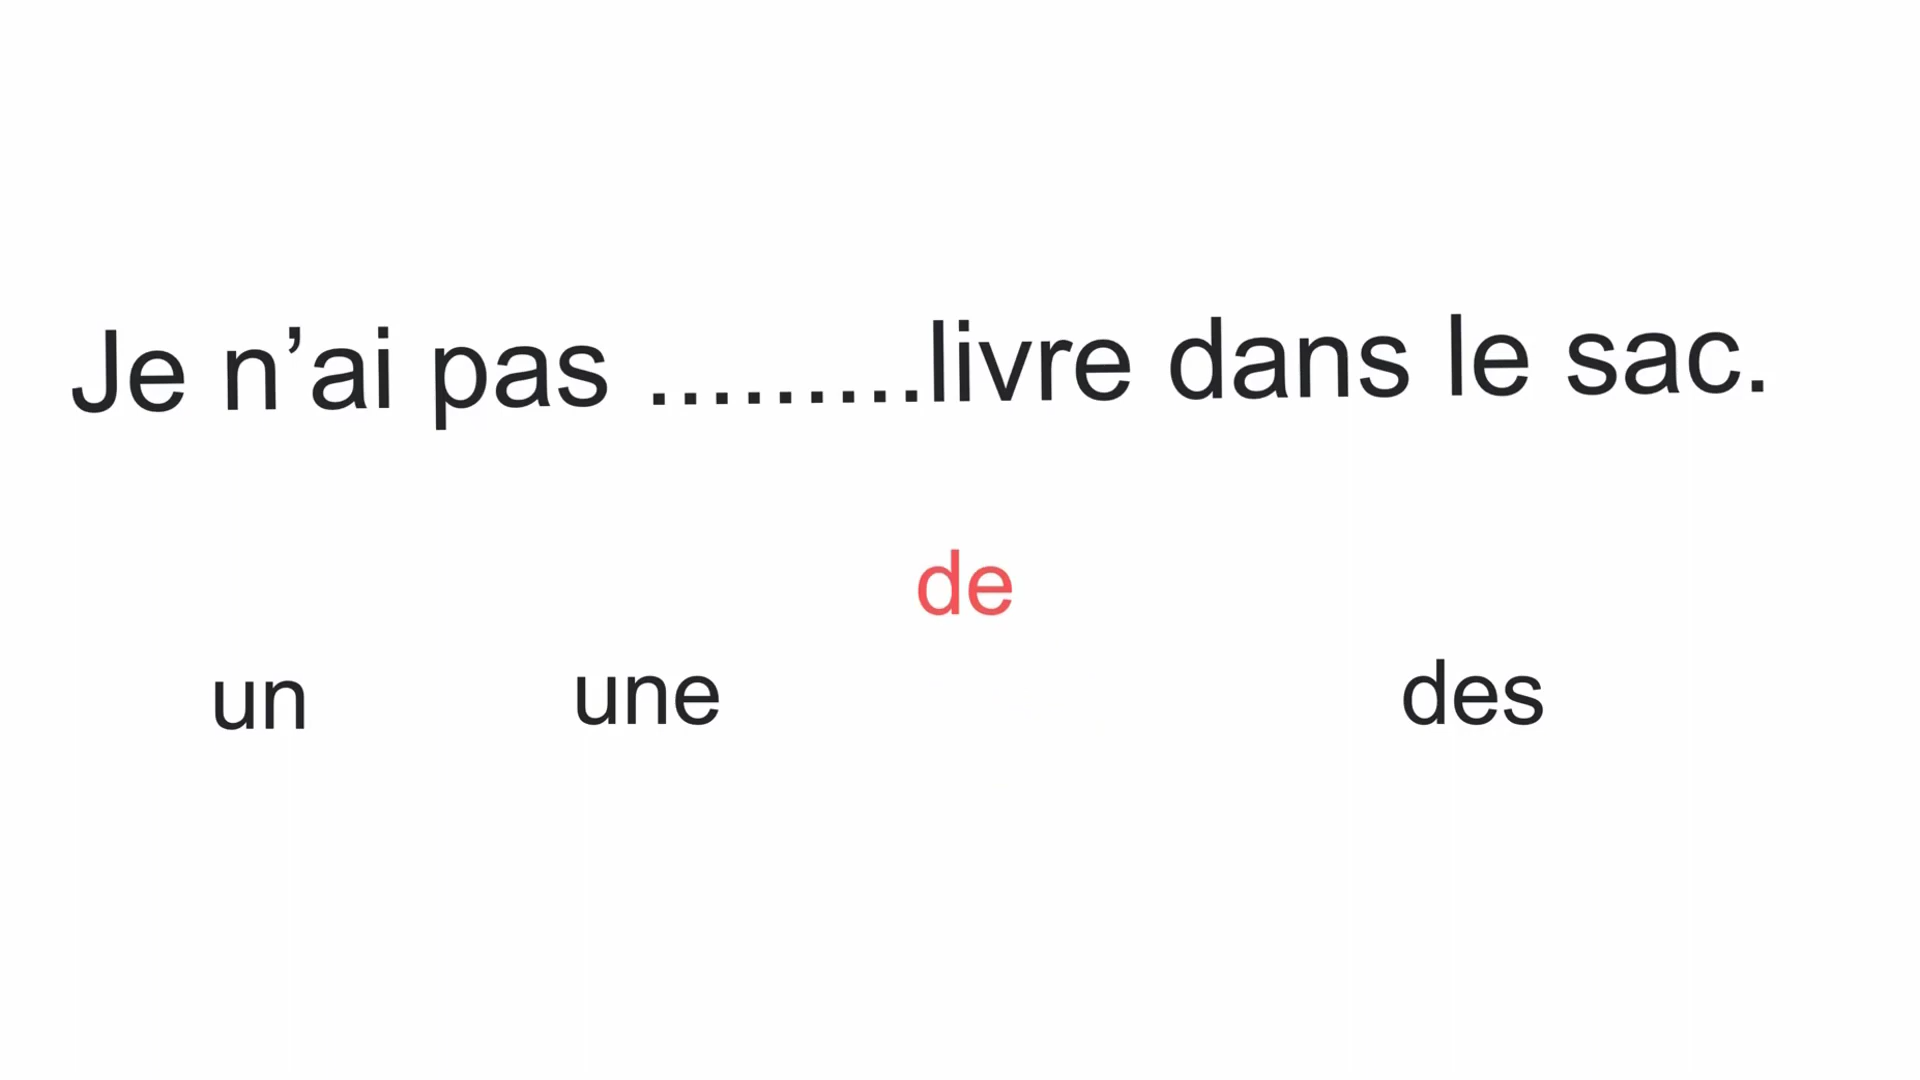 Je n’ai pas .........livre dans le sac.
de
un une des